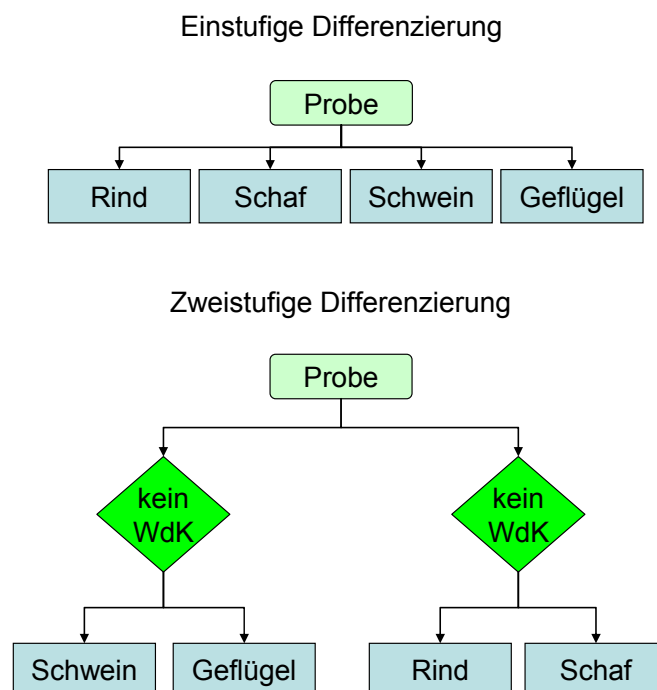 Einstufige Differenzierung
Probe
Rind Schaf Schwein Geflügel
Zweistufige Differenzierung
Probe
kein kein
WdK WdK
Schwein Geflügel Rind Schaf